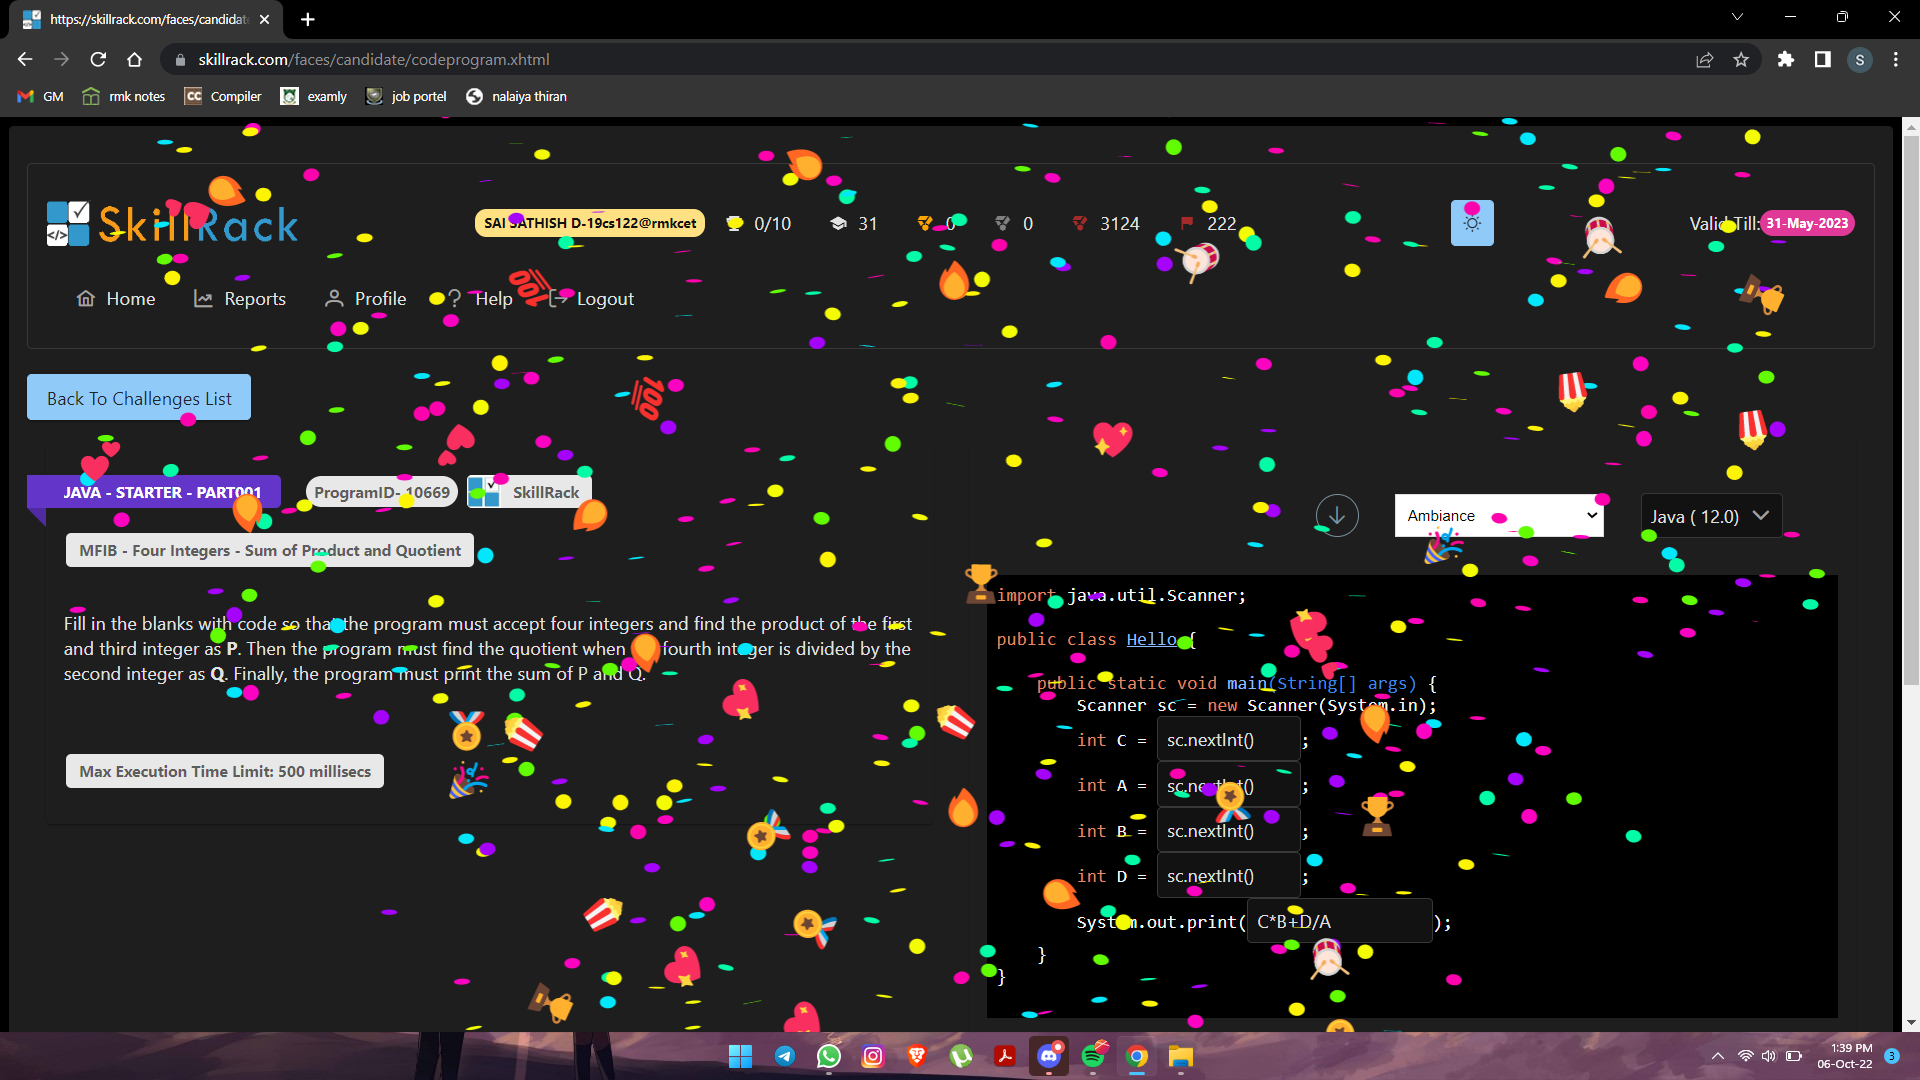 https://skillrack.com/faces/candida
skillrack.com/faces/candidate/codeprogram.xhtml
S
GM
rmk notes
CC Compiler
examly
job portel
nalaiya thiran
SkillRack
SAI SATHISH D-19cs122@rmkcet
0/10
31
0
0
3124
222
Valid Till: 31-May-2023
Home
Reports
Profile
Help
Logout
Back To Challenges List
JAVA - STARTER - PART001
ProgramID- 10669
SkillRack
Ambiance
Java ( 12.0)
MFIB - Four Integers - Sum of Product and Quotient
Fill in the blanks with code so that the program must accept four integers and find the product of the first
and third integer as P. Then the program must find the quotient when fourth integer is divided by the
second integer as Q. Finally, the program must print the sum of P and Q.
Max Execution Time Limit: 500 millisecs
import java.util.Scanner;
public class Hello {
public static void main(String[] args) {
Scanner sc = new Scanner(System.in);
int C = sc.nextInt() ;
int A = sc.nextInt() ;
int B = sc.nextInt() ;
int D = sc.nextInt() ;
System.out.print( C*B+D/A );
}
}
1:39 PM
06-Oct-22
3